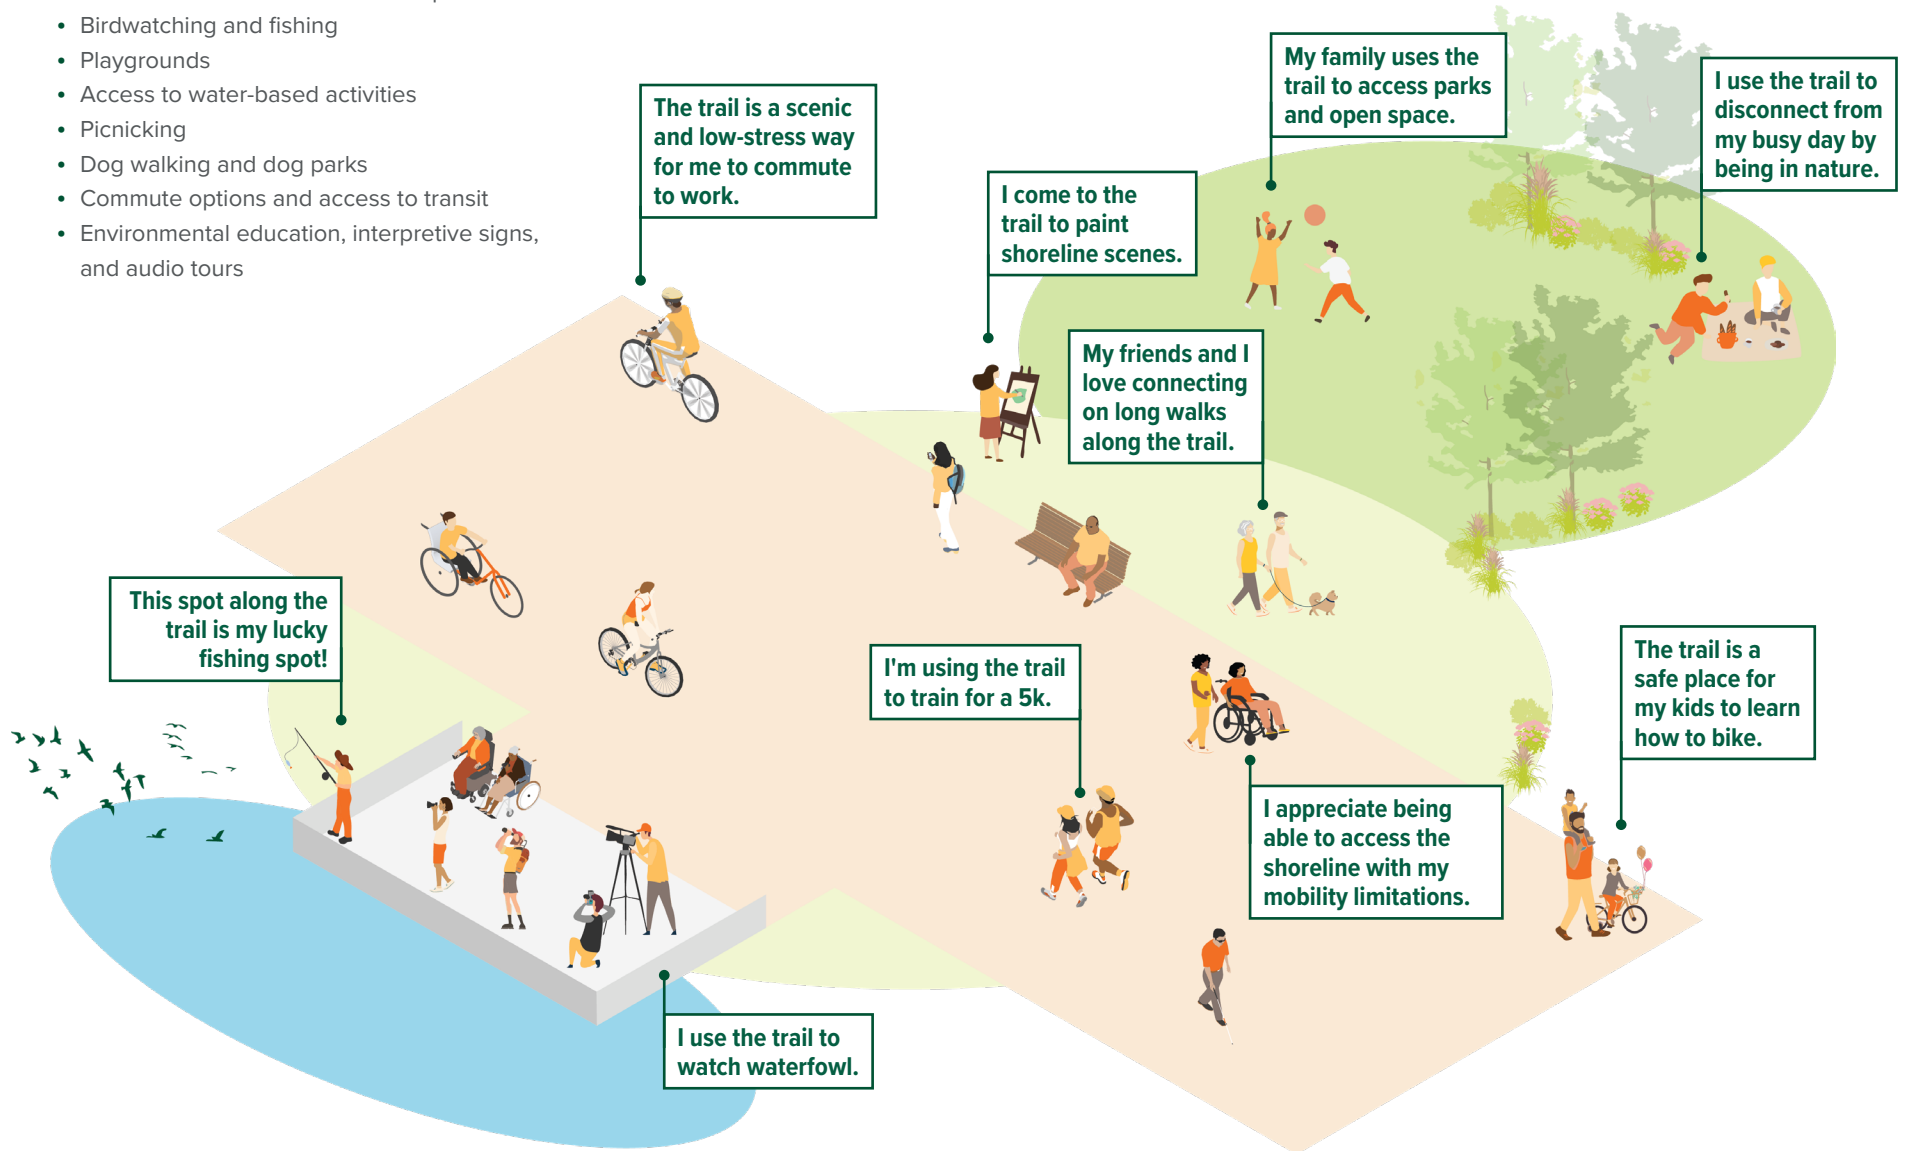 • Birdwatching and fishing
• Playgrounds
• Access to water-based activities
• Picnicking
• Dog walking and dog parks
• Commute options and access to transit
• Environmental education, interpretive signs,
and audio tours
The trail is a scenic
and low-stress way
for me to commute
to work.
My family uses the
trail to access parks
and open space.
I use the trail to
disconnect from
my busy day by
being in nature.
I come to the
trail to paint
shoreline scenes.
My friends and I
love connecting
on long walks
along the trail.
This spot along the
trail is my lucky
fishing spot!
I'm using the trail
to train for a 5k.
The trail is a
safe place for
my kids to learn
how to bike.
I appreciate being
able to access the
shoreline with my
mobility limitations.
I use the trail to
watch waterfowl.